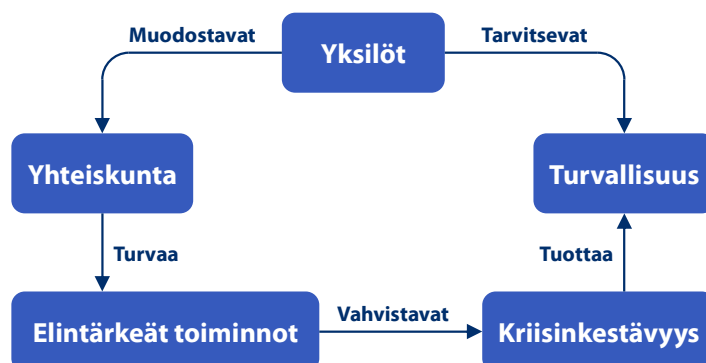 Muodostavat
Yksilöt
Tarvitsevat
Yhteiskunta
Turvallisuus
Turvaa
Tuottaa
Elintärkeät toiminnot
Vahvistavat
Kriisinkestävyys